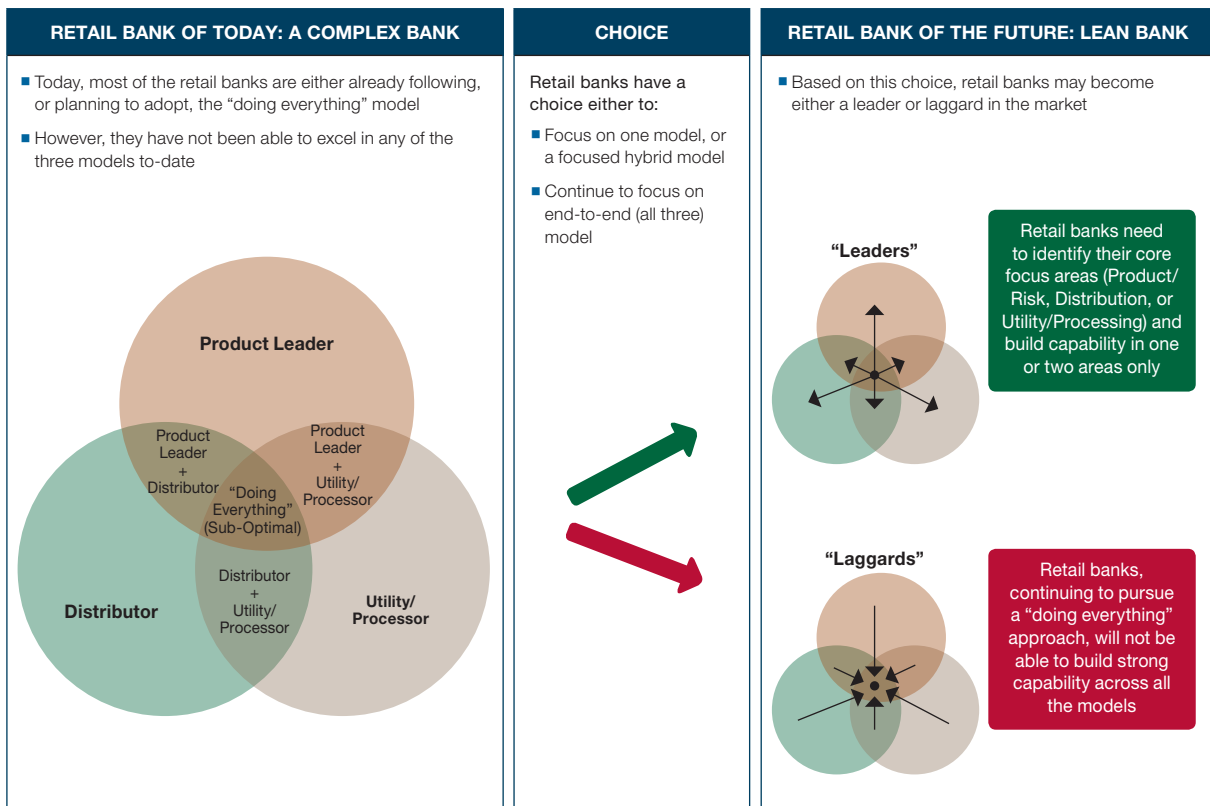 RETAIL BANK OF TODAY: A COMPLEX BANK
■ Today, most of the retail banks are either already following,
or planning to adopt, the “doing everything” model
■ However, they have not been able to excel in any of the
three models to-date
Product Leader
Product
Leader
+
Distributor
Product
Leader
+
Utility/
Processor
“Doing
Everything”
(Sub-Optimal)
Distributor
+
Utility/
Processor
Distributor
Utility/
Processor
CHOICE
Retail banks have a
choice either to:
■ Focus on one model, or
a focused hybrid model
■ Continue to focus on
end-to-end (all three)
model
RETAIL BANK OF THE FUTURE: LEAN BANK
■ Based on this choice, retail banks may become
either a leader or laggard in the market
“Leaders”
Retail banks need
to identify their core
focus areas (Product/
Risk, Distribution, or
Utility/Processing) and
build capability in one
or two areas only
“Laggards”
Retail banks,
continuing to pursue
a “doing everything”
approach, will not be
able to build strong
capability across all
the models